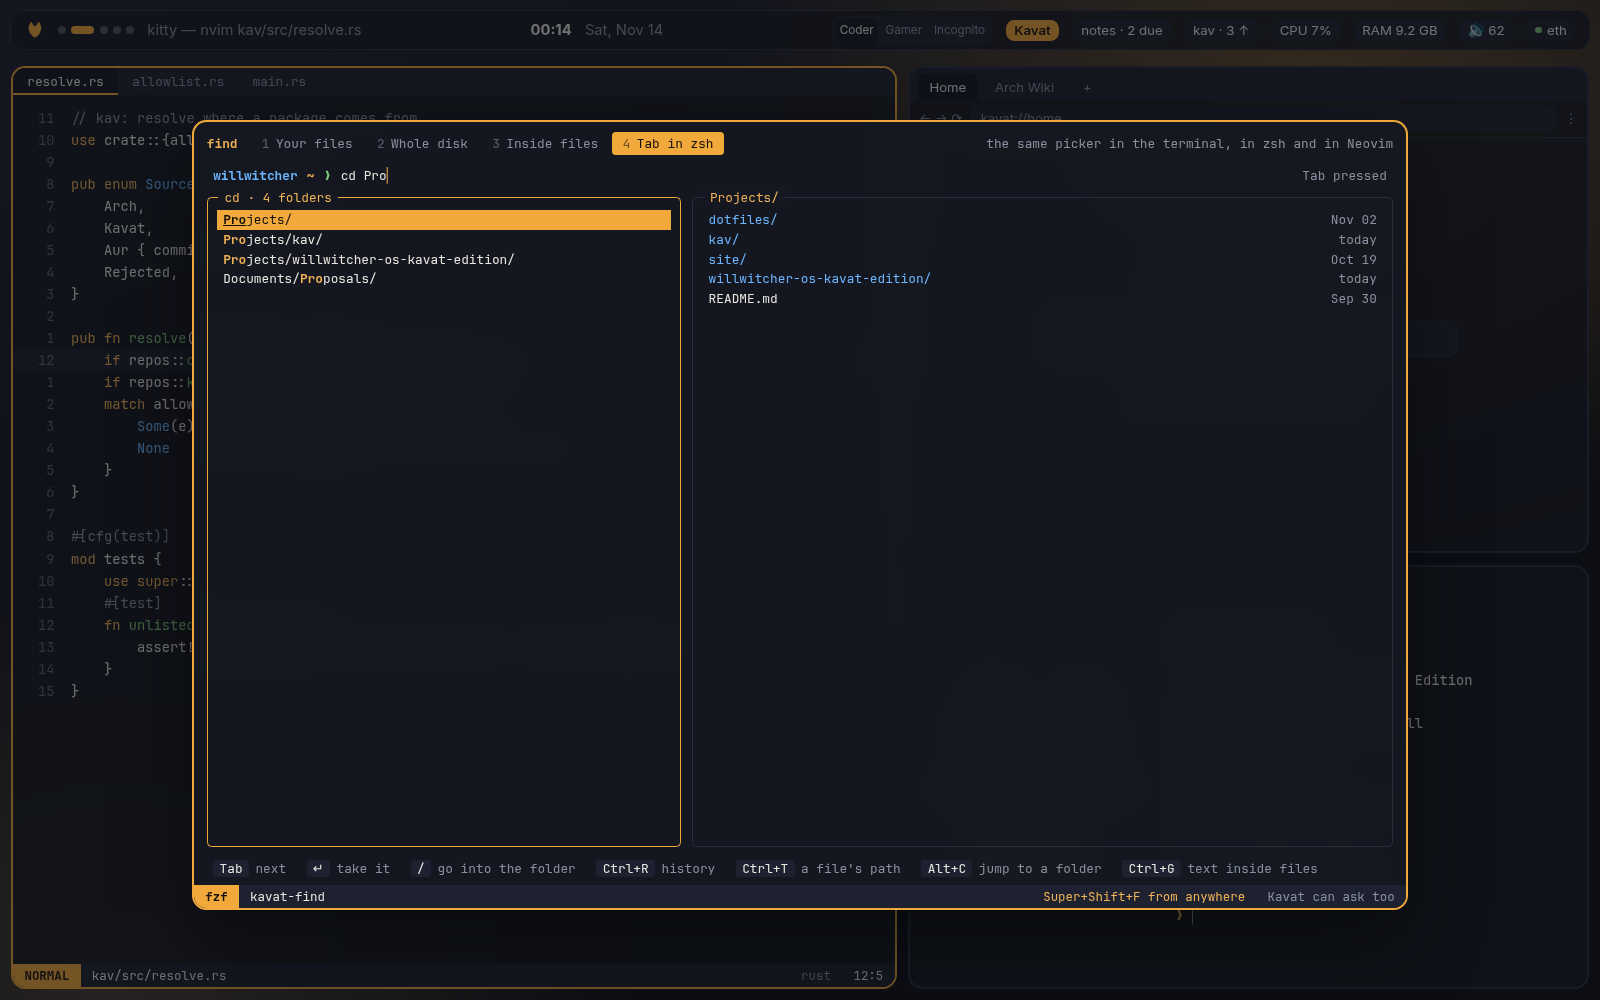 kitty — nvim kav/src/resolve.rs
00:14 Sat, Nov 14
Coder Gamer Incognito
Kavat
notes · 2 due
kav · 3 ↑
CPU 7%
RAM 9.2 GB
62
eth
resolve.rs allowlist.rs main.rs
11 // kav: resolve where a package comes from
10 use crate::{all
9
8 pub enum Source
7 Arch,
6 Kavat,
5 Aur { commi
4 Rejected,
3 }
2
1 pub fn resolve(
12 if repos::c
1 if repos::k
2 match allow
3 Some(e)
4 None
5 }
6 }
7
8 #[cfg(test)]
9 mod tests {
10 use super::
11 #[test]
12 fn unlisted
13 assert!
14 }
15 }
NORMAL kav/src/resolve.rs rust 12:5
Home Arch Wiki +
← → ⟳ kavat://home ⋮
find 1 Your files 2 Whole disk 3 Inside files 4 Tab in zsh the same picker in the terminal, in zsh and in Neovim
willwitcher ~ ❯ cd Pro Tab pressed
cd · 4 folders
Projects/
Projects/kav/
Projects/willwitcher-os-kavat-edition/
Documents/Proposals/
Projects/
dotfiles/ Nov 02
kav/ today
site/ Oct 19
willwitcher-os-kavat-edition/ today
README.md Sep 30
Tab next ↵ take it / go into the folder Ctrl+R history Ctrl+T a file's path Alt+C jump to a folder Ctrl+G text inside files
fzf kavat-find Super+Shift+F from anywhere Kavat can ask too
Edition
ll
❯